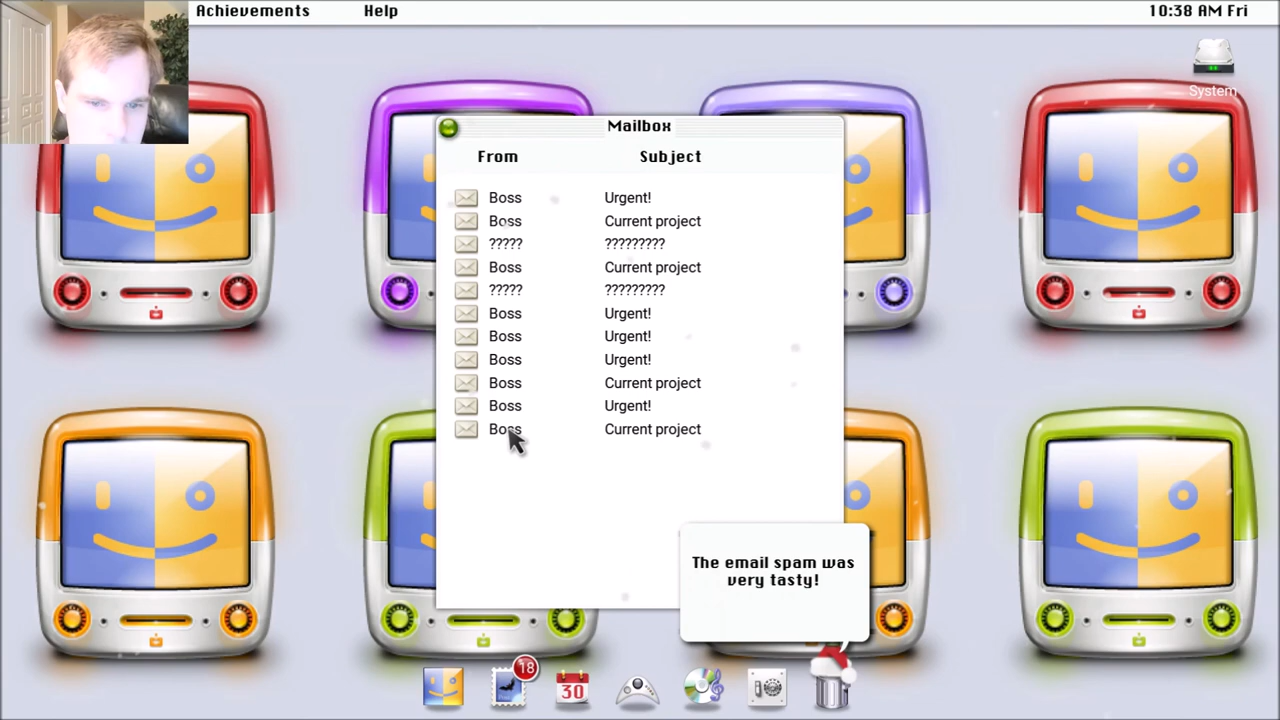 Achievements Help 10:38 AM Fri
System
Mailbox
From Subject
Boss Urgent!
Boss Current project
????? ?????????
Boss Current project
????? ?????????
Boss Urgent!
Boss Urgent!
Boss Urgent!
Boss Current project
Boss Urgent!
Boss Current project
The email spam was
very tasty!
18
30